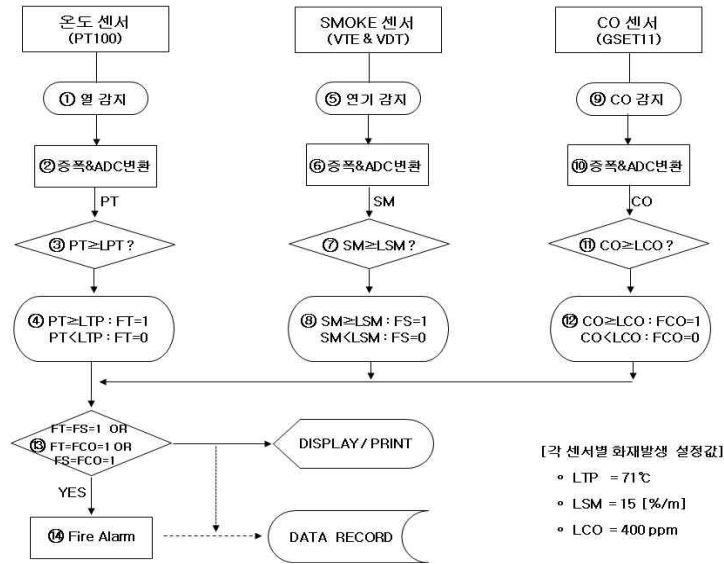 온도 센서
(PT100)
① 열 감지
②증폭&ADC변환
PT
③ PT≥LPT?
④ PT≥LTP : FT=1
PT<LTP : FT=0
SMOKE 센서
(VTE & VDT)
⑤ 연기 감지
⑥ 증폭&ADC변환
SM
⑦ SM≥LSM?
⑧ SM≥LSM : FS=1
SM<LSM : FS=0
CO 센서
(GSET11)
⑨ CO 감지
⑩증폭&ADC변환
CO
⑪ CO≥LCO?
⑫ CO≥LCO : FCO=1
CO<LCO : FCO=0
FT=FS=1 OR
⑬ FT=FCO=1 OR
FS=FCO=1
YES
⑭ Fire Alarm
DISPLAY/PRINT
DATA RECORD
[각 센서별 화재발생 설정값]
∘ LTP = 71℃
∘ LSM = 15 [%/m]
∘ LCO = 400 ppm